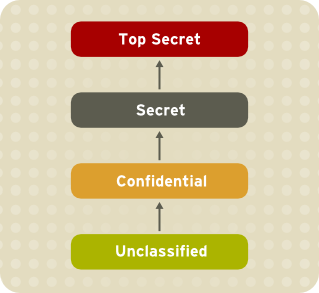 Top Secret
Secret
Confidential
Unclassified